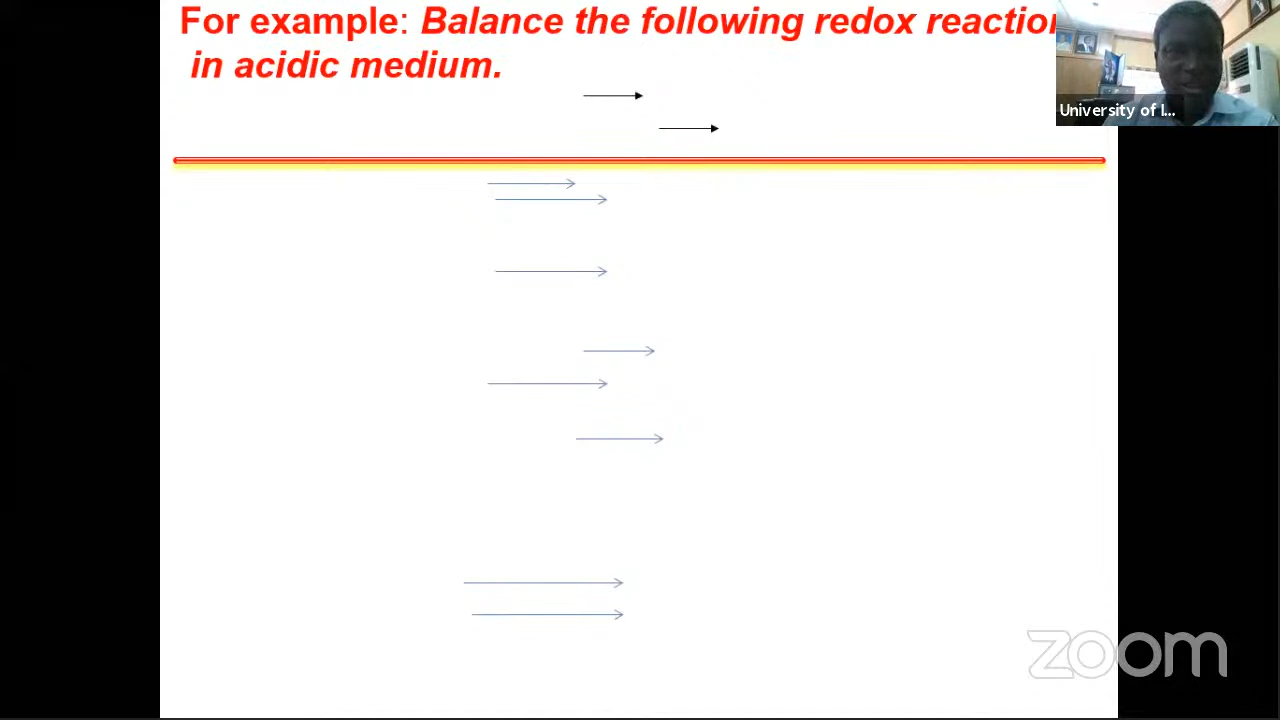 For example: Balance the following redox reaction
in acidic medium.
University of I...
zoom